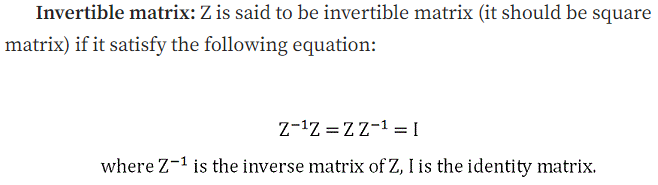 Invertible matrix: Z is said to be invertible matrix (it should be square
matrix) if it satisfy the following equation:
Z⁻¹Z = Z Z⁻¹ = I
where Z⁻¹ is the inverse matrix of Z, I is the identity matrix.